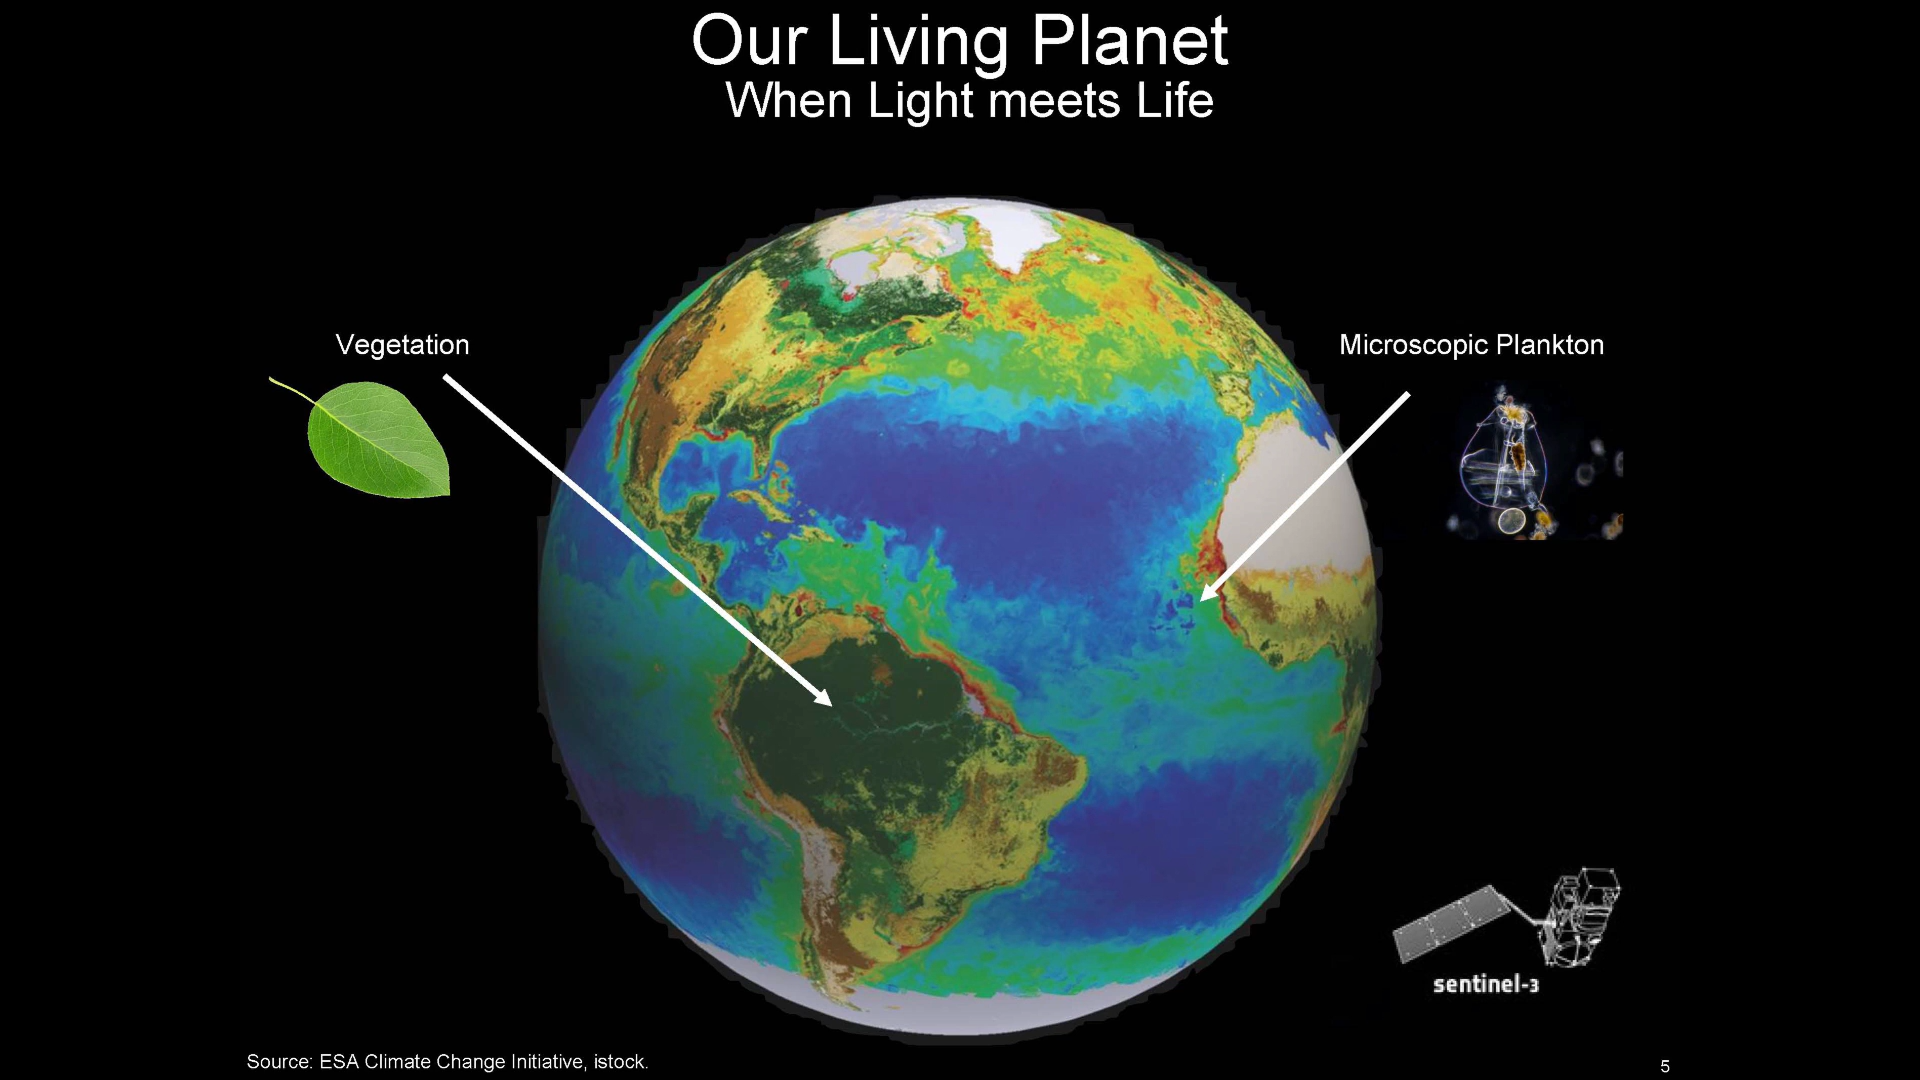 Our Living Planet
When Light meets Life
Vegetation
Microscopic Plankton
sentinel-3
Source: ESA Climate Change Initiative, istock.
5